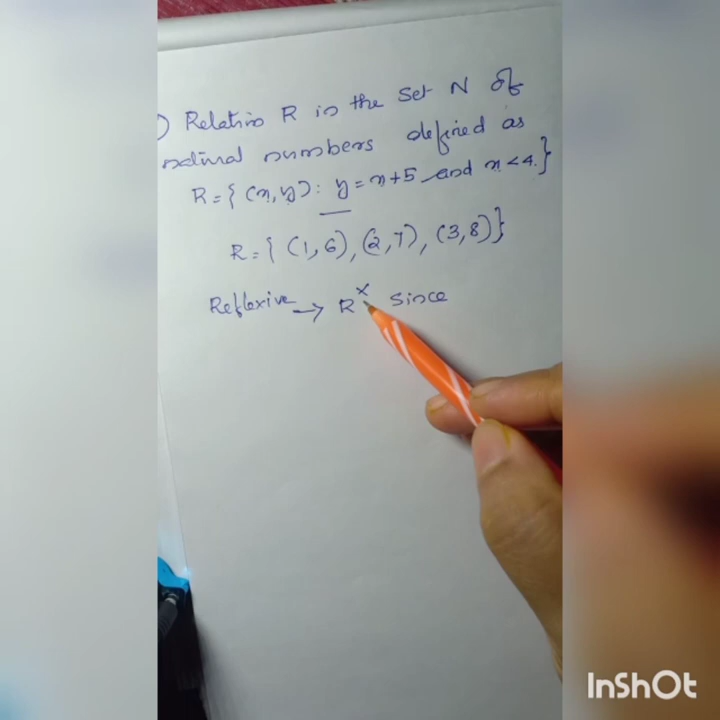 ) Relation R in the Set N of
natural numbers defined as
R = { (x, y) : y = x + 5 and x < 4. }
R = { (1, 6), (2, 7), (3, 8) }
Reflexive → R x Since
InShOt